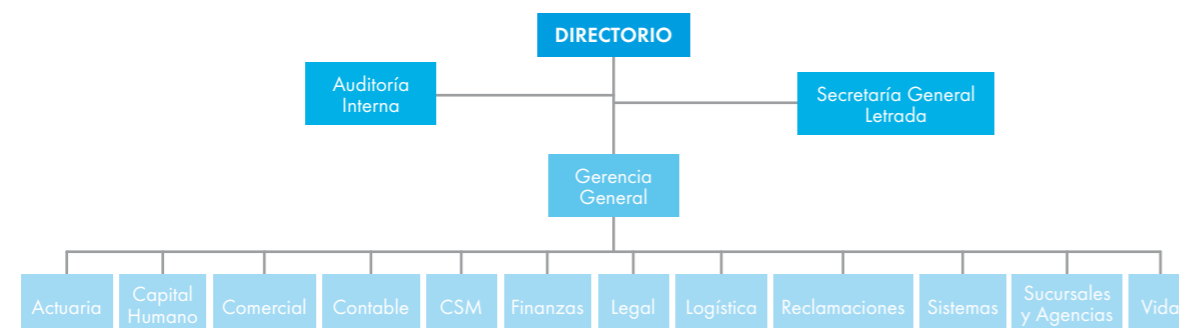 DIRECTORIO
Auditoría
Interna
Secretaría General
Letrada
Gerencia
General
Actuaria
Capital
Humano
Comercial
Contable
CSM
Finanzas
Legal
Logística
Reclamaciones
Sistemas
Sucursales
y Agencias
Vida